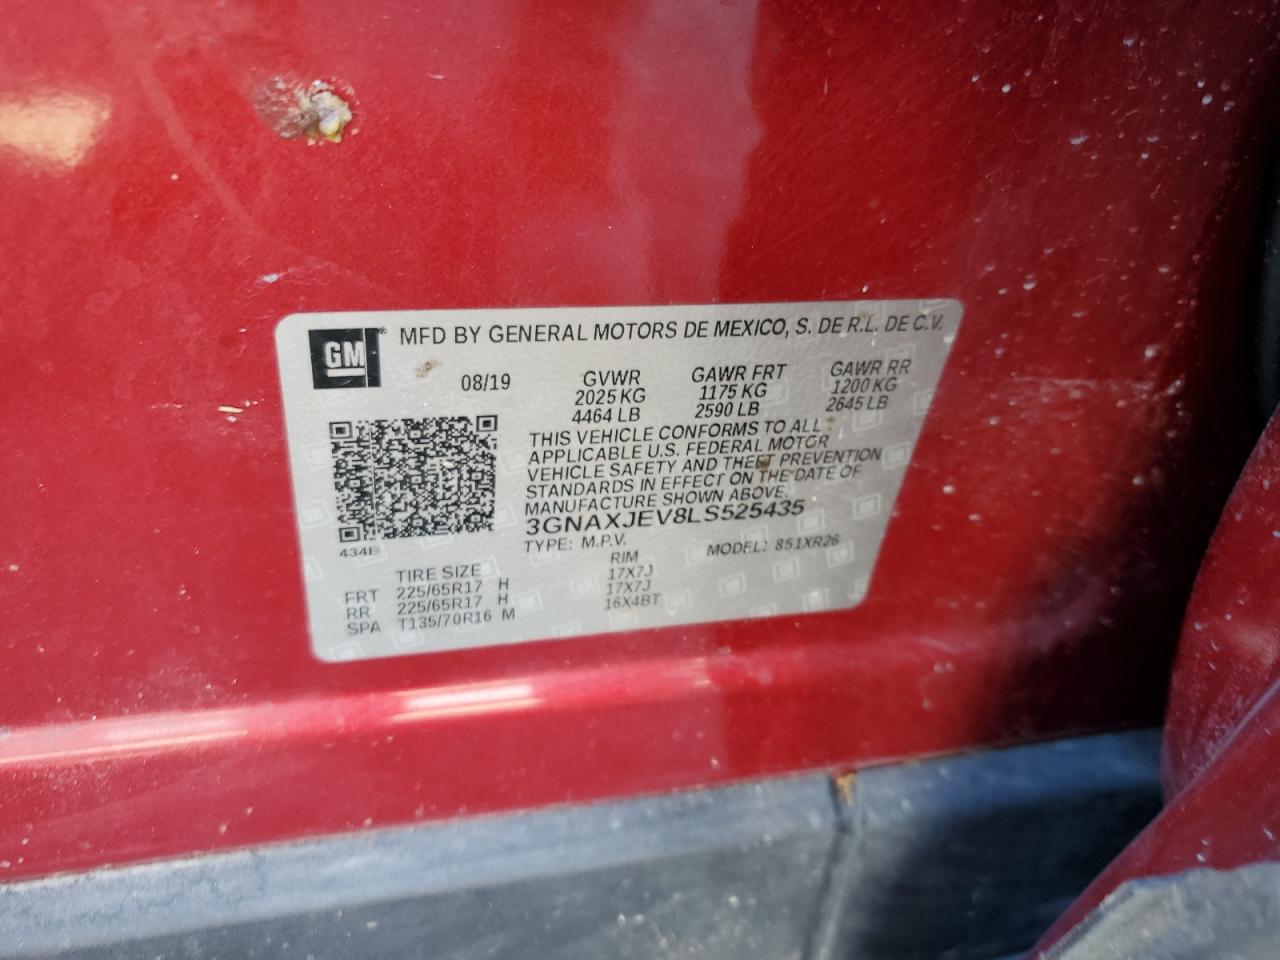 GM
MFD BY GENERAL MOTORS DE MEXICO, S. DE R.L. DE C.V.
08/19 GVWR GAWR FRT GAWR RR
2025 KG 1175 KG 1200 KG
4464 LB 2590 LB 2645 LB
THIS VEHICLE CONFORMS TO ALL
APPLICABLE U.S. FEDERAL MOTOR
VEHICLE SAFETY AND THEFT PREVENTION
STANDARDS IN EFFECT ON THE DATE OF
MANUFACTURE SHOWN ABOVE.
3GNAXJEV8LS525435
434B
TYPE: M.P.V. MODEL: 851XR26
TIRE SIZE RIM
FRT 225/65R17 H 17X7J
RR 225/65R17 H 17X7J
SPA T135/70R16 M 16X4BT